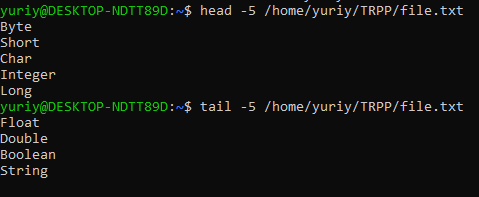 yuriy@DESKTOP-NDTT89D:~$ head -5 /home/yuriy/TRPP/file.txt
Byte
Short
Char
Integer
Long
yuriy@DESKTOP-NDTT89D:~$ tail -5 /home/yuriy/TRPP/file.txt
Float
Double
Boolean
String